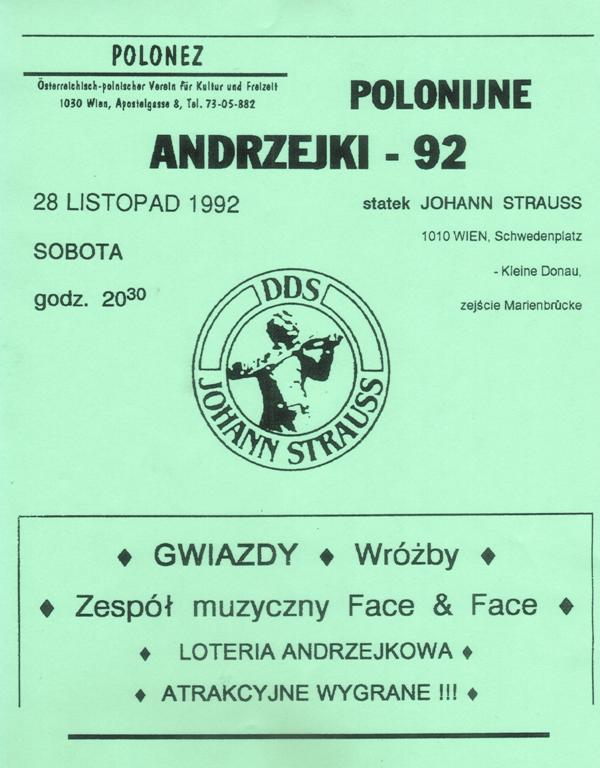 POLONEZ
Österreichisch-polnischer Verein für Kultur und Freizeit
1030 Wien, Apostelgasse 8, Tel. 73-05-882
POLONIJNE
ANDRZEJKI - 92
28 LISTOPAD 1992
SOBOTA
godz. 20³⁰
statek JOHANN STRAUSS
1010 WIEN, Schwedenplatz
- Kleine Donau,
zejście Marienbrücke
DDS
JOHANN STRAUSS
♦ GWIAZDY ♦ Wróżby ♦
♦ Zespół muzyczny Face & Face ♦
♦ LOTERIA ANDRZEJKOWA ♦
♦ ATRAKCYJNE WYGRANE !!! ♦